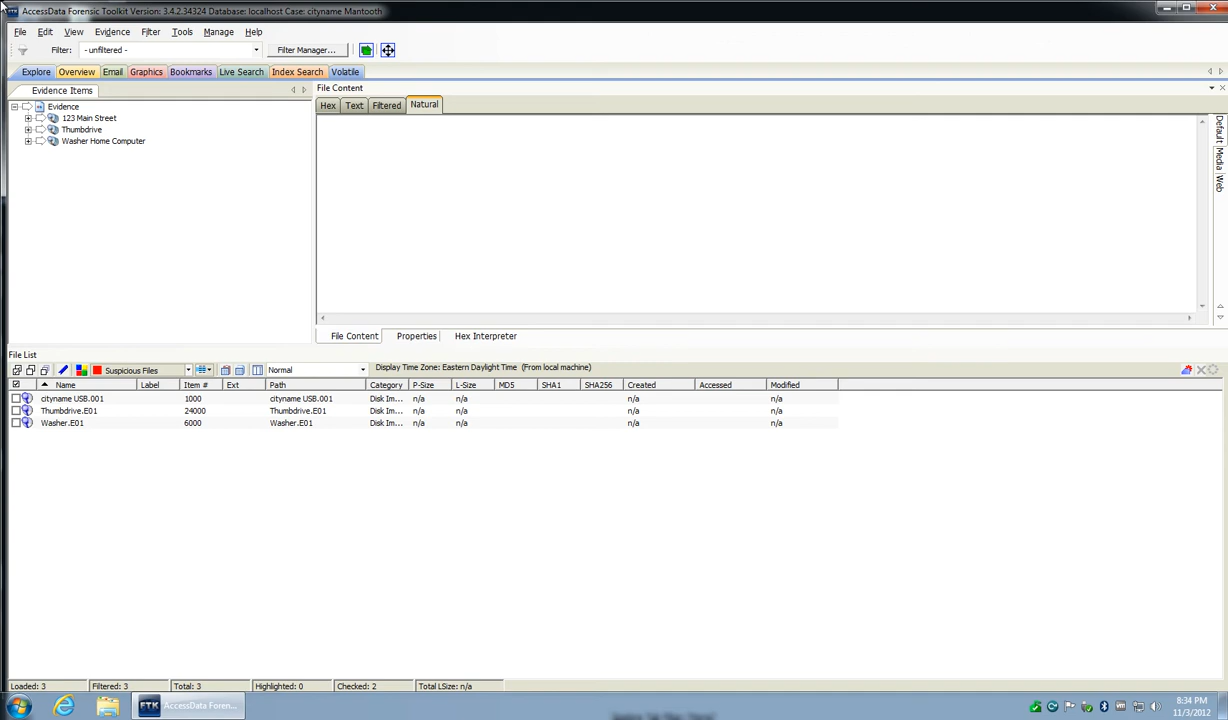 AccessData Forensic Toolkit Version: 3.4.2.34324 Database: localhost Case: cityname Mantooth
File Edit View Evidence Filter Tools Manage Help
Filter: - unfiltered - Filter Manager...
Explore Overview Email Graphics Bookmarks Live Search Index Search Volatile
Evidence Items
Evidence
123 Main Street
Thumbdrive
Washer Home Computer
File Content
Hex Text Filtered Natural
Default Media Web
File Content Properties Hex Interpreter
File List
Suspicious Files Normal Display Time Zone: Eastern Daylight Time (From local machine)
Name Label Item # Ext Path Category P-Size L-Size MD5 SHA1 SHA256 Created Accessed Modified
cityname USB.001 1000 cityname USB.001 Disk Im... n/a n/a n/a n/a
Thumbdrive.E01 24000 Thumbdrive.E01 Disk Im... n/a n/a n/a n/a
Washer.E01 6000 Washer.E01 Disk Im... n/a n/a n/a n/a
Loaded: 3 Filtered: 3 Total: 3 Highlighted: 0 Checked: 2 Total LSize: n/a
FTK AccessData Foren...
8:34 PM
11/3/2012